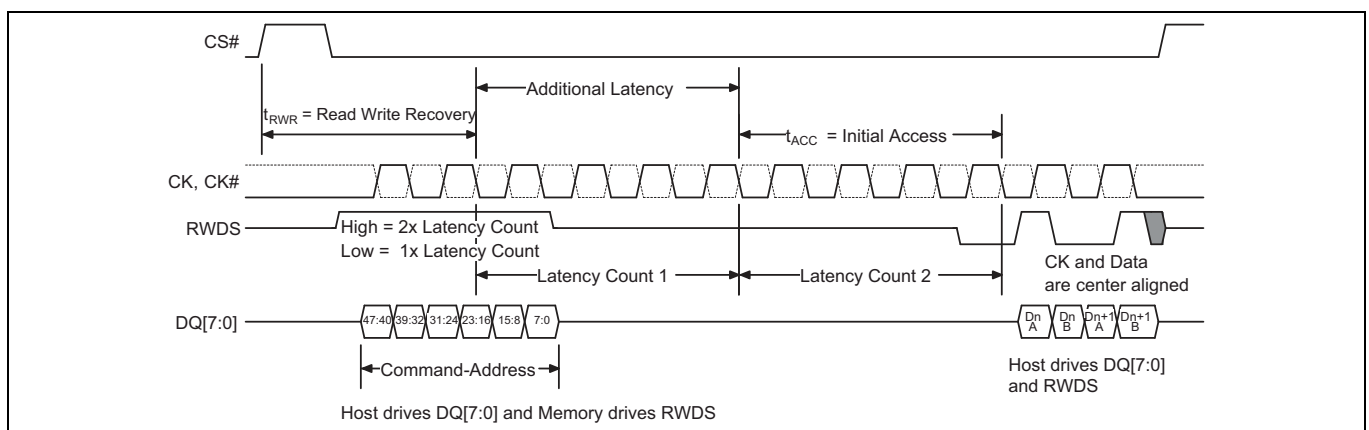 CS#
Additional Latency
tRWR = Read Write Recovery
tACC = Initial Access
CK, CK#
RWDS
High = 2x Latency Count
Low = 1x Latency Count
CK and Data
are center aligned
Latency Count 1
Latency Count 2
DQ[7:0]
47:40 39:32 31:24 23:16 15:8 7:0
Dn Dn Dn+1 Dn+1
A B A B
Command-Address
Host drives DQ[7:0]
and RWDS
Host drives DQ[7:0] and Memory drives RWDS